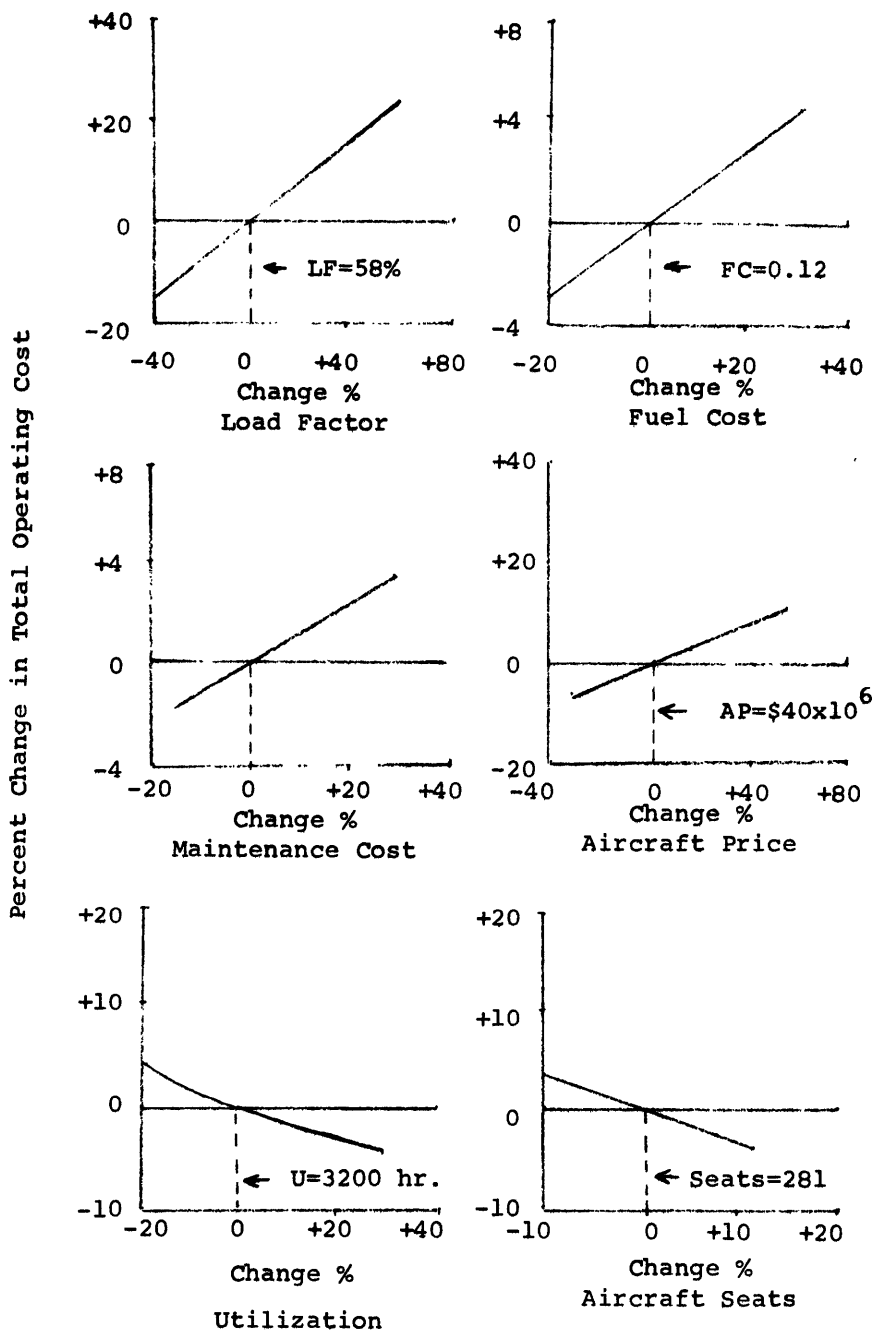 Percent Change in Total Operating Cost
+40
+20
0
-20
-40 0 +40 +80
Change %
Load Factor
← LF=58%
+8
+4
0
-4
-20 0 +20 +40
Change %
Fuel Cost
← FC=0.12
+8
+4
0
-4
-20 0 +20 +40
Change %
Maintenance Cost
+40
+20
0
-20
-40 0 +40 +80
Change %
Aircraft Price
← AP=$40x10⁶
+20
+10
0
-10
-20 0 +20 +40
Change %
Utilization
← U=3200 hr.
+20
+10
0
-10
-10 0 +10 +20
Change %
Aircraft Seats
← Seats=281